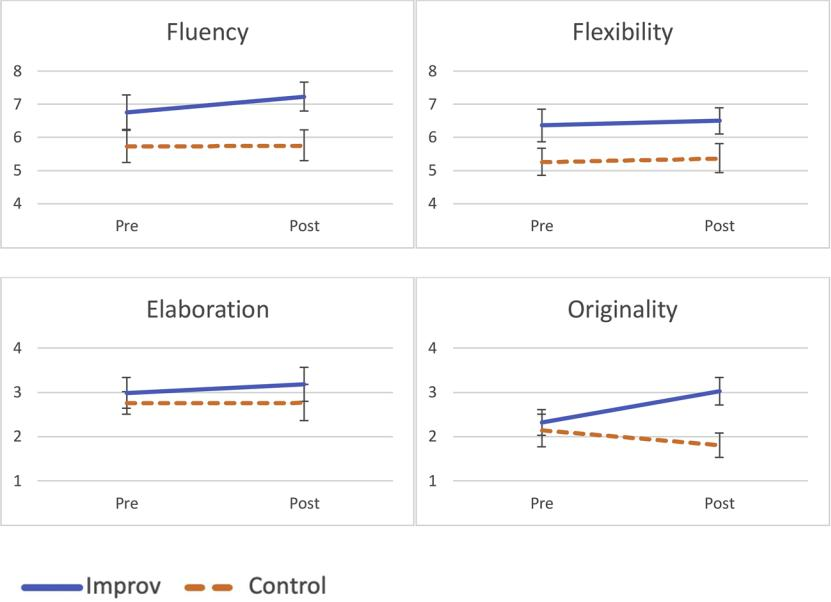 Fluency
8
7
6
5
4
Pre Post
Flexibility
8
7
6
5
4
Pre Post
Elaboration
4
3
2
1
Pre Post
Originality
4
3
2
1
Pre Post
Improv Control